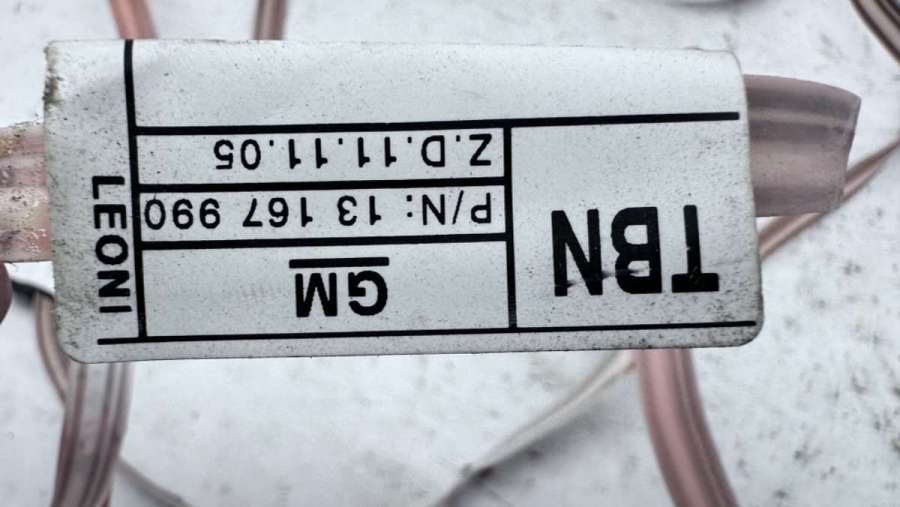 TBN
GM
P/N: 13 167 990
Z.D.11.11.05
LEONI